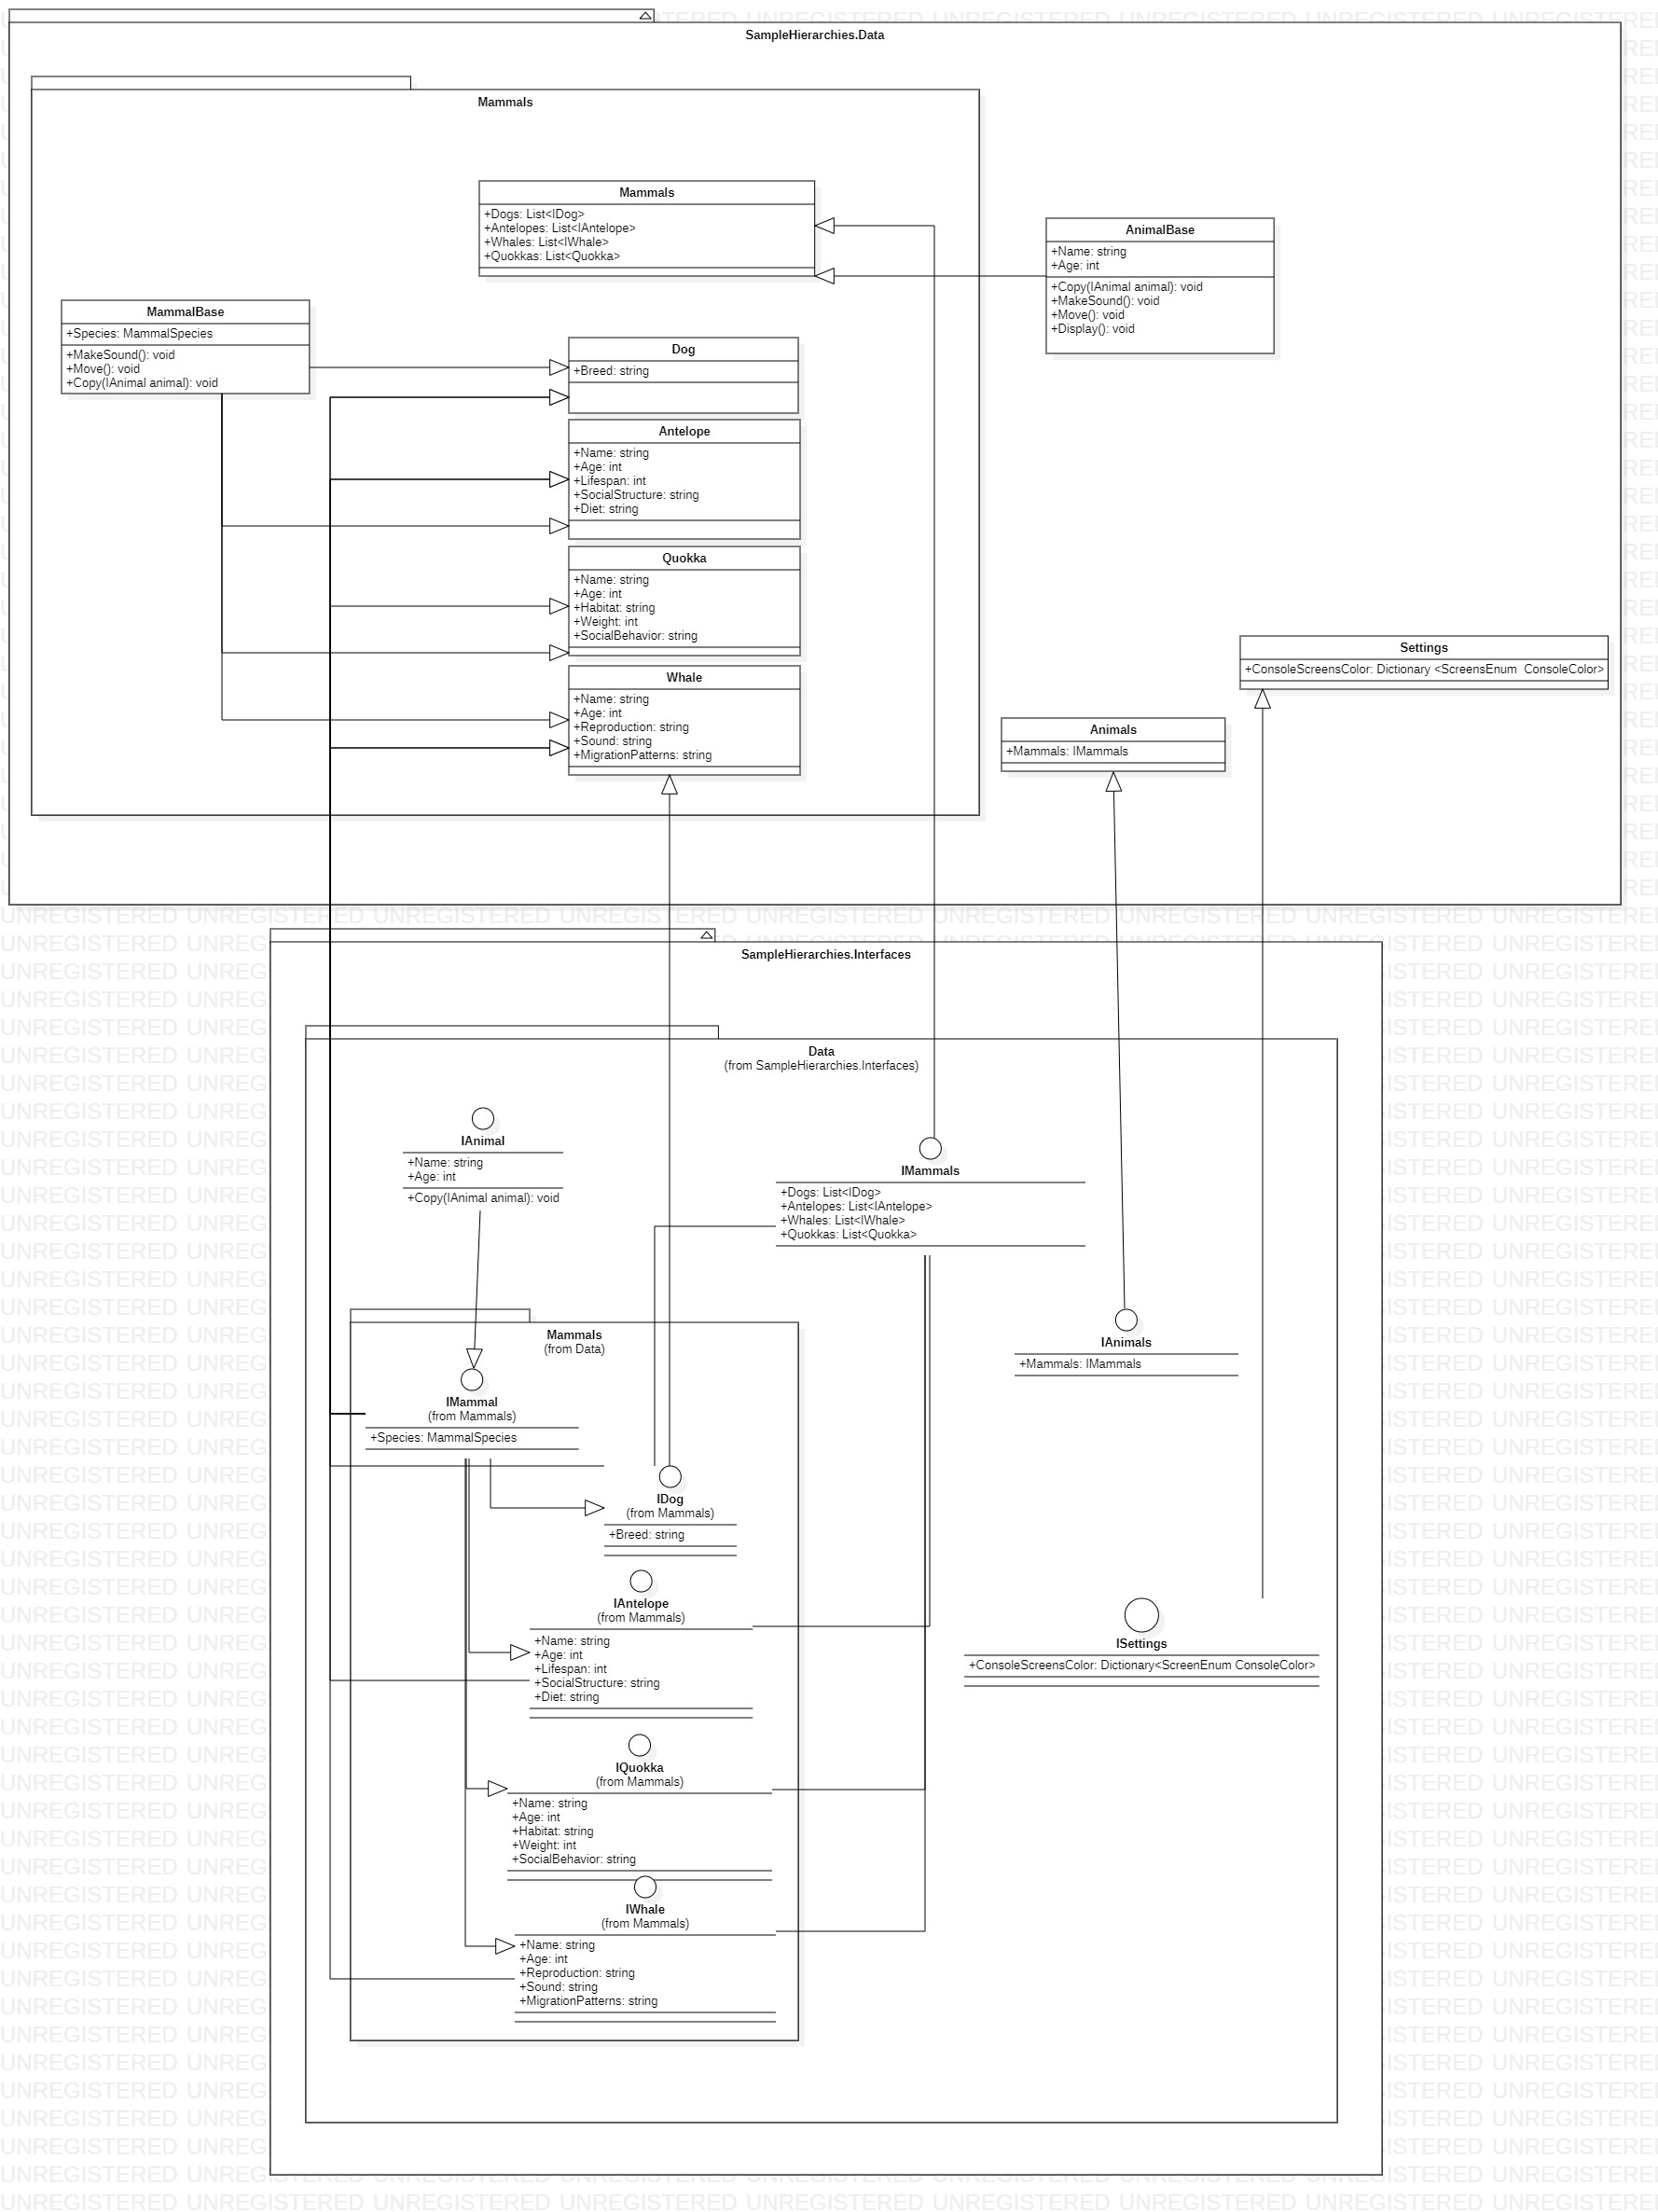 SampleHierarchies.Data
Mammals
Mammals
+Dogs: List<IDog>
+Antelopes: List<IAntelope>
+Whales: List<IWhale>
+Quokkas: List<Quokka>
AnimalBase
+Name: string
+Age: int
+Copy(IAnimal animal): void
+MakeSound(): void
+Move(): void
+Display(): void
MammalBase
+Species: MammalSpecies
+MakeSound(): void
+Move(): void
+Copy(IAnimal animal): void
Dog
+Breed: string
Antelope
+Name: string
+Age: int
+Lifespan: int
+SocialStructure: string
+Diet: string
Quokka
+Name: string
+Age: int
+Habitat: string
+Weight: int
+SocialBehavior: string
Whale
+Name: string
+Age: int
+Reproduction: string
+Sound: string
+MigrationPatterns: string
Settings
+ConsoleScreensColor: Dictionary <ScreensEnum ConsoleColor>
Animals
+Mammals: IMammals
UNREGISTERED UNREGISTERED UNREGISTERED UNREGISTERED UNREGISTERED UNREGISTERED UNREGISTERED UNREGISTERED
SampleHierarchies.Interfaces
Data
(from SampleHierarchies.Interfaces)
IAnimal
+Name: string
+Age: int
+Copy(IAnimal animal): void
IMammals
+Dogs: List<IDog>
+Antelopes: List<IAntelope>
+Whales: List<IWhale>
+Quokkas: List<Quokka>
IAnimals
+Mammals: IMammals
Mammals
(from Data)
IMammal
(from Mammals)
+Species: MammalSpecies
IDog
(from Mammals)
+Breed: string
IAntelope
(from Mammals)
+Name: string
+Age: int
+Lifespan: int
+SocialStructure: string
+Diet: string
ISettings
+ConsoleScreensColor: Dictionary<ScreenEnum ConsoleColor>
IQuokka
(from Mammals)
+Name: string
+Age: int
+Habitat: string
+Weight: int
+SocialBehavior: string
IWhale
(from Mammals)
+Name: string
+Age: int
+Reproduction: string
+Sound: string
+MigrationPatterns: string